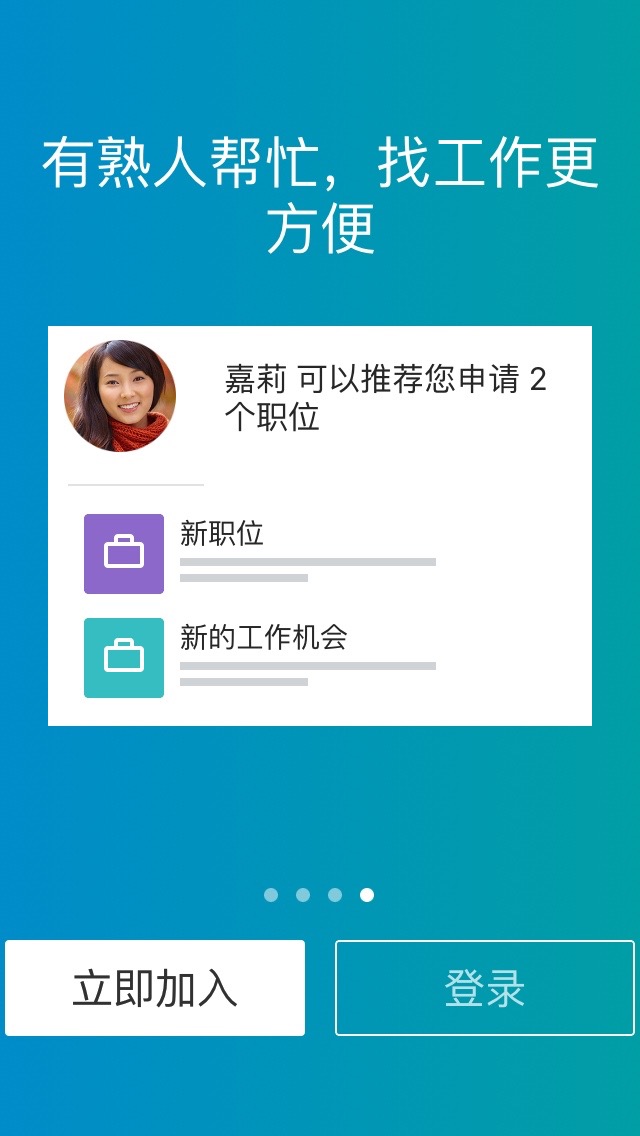 有熟人帮忙，找工作更
方便
嘉莉 可以推荐您申请 2
个职位
新职位
新的工作机会
立即加入
登录